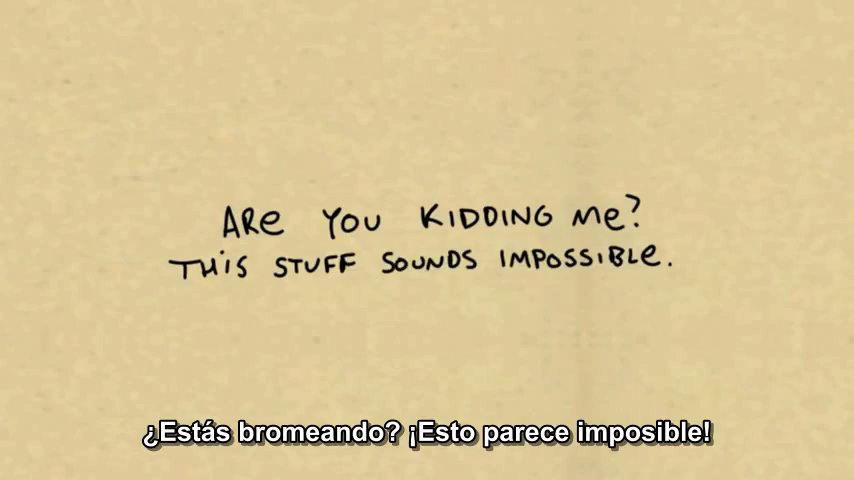 ARe YOU KIDDING Me?
THiS STUFF SOUNDS IMPOSSIBLe.
¿Estás bromeando? ¡Esto parece imposible!